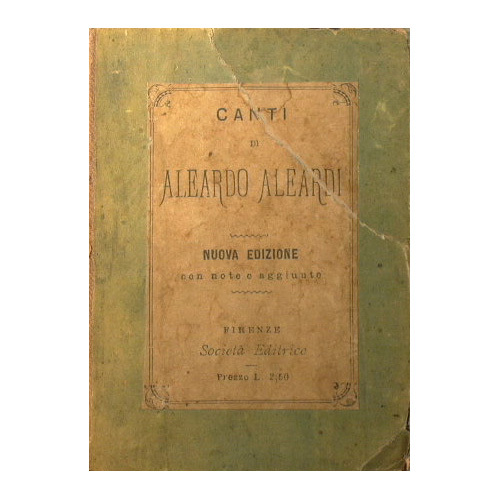 CANTI
DI
ALEARDO ALEARDI
NUOVA EDIZIONE
con note e aggiunte
FIRENZE
Società Editrice
Prezzo L. 2,50